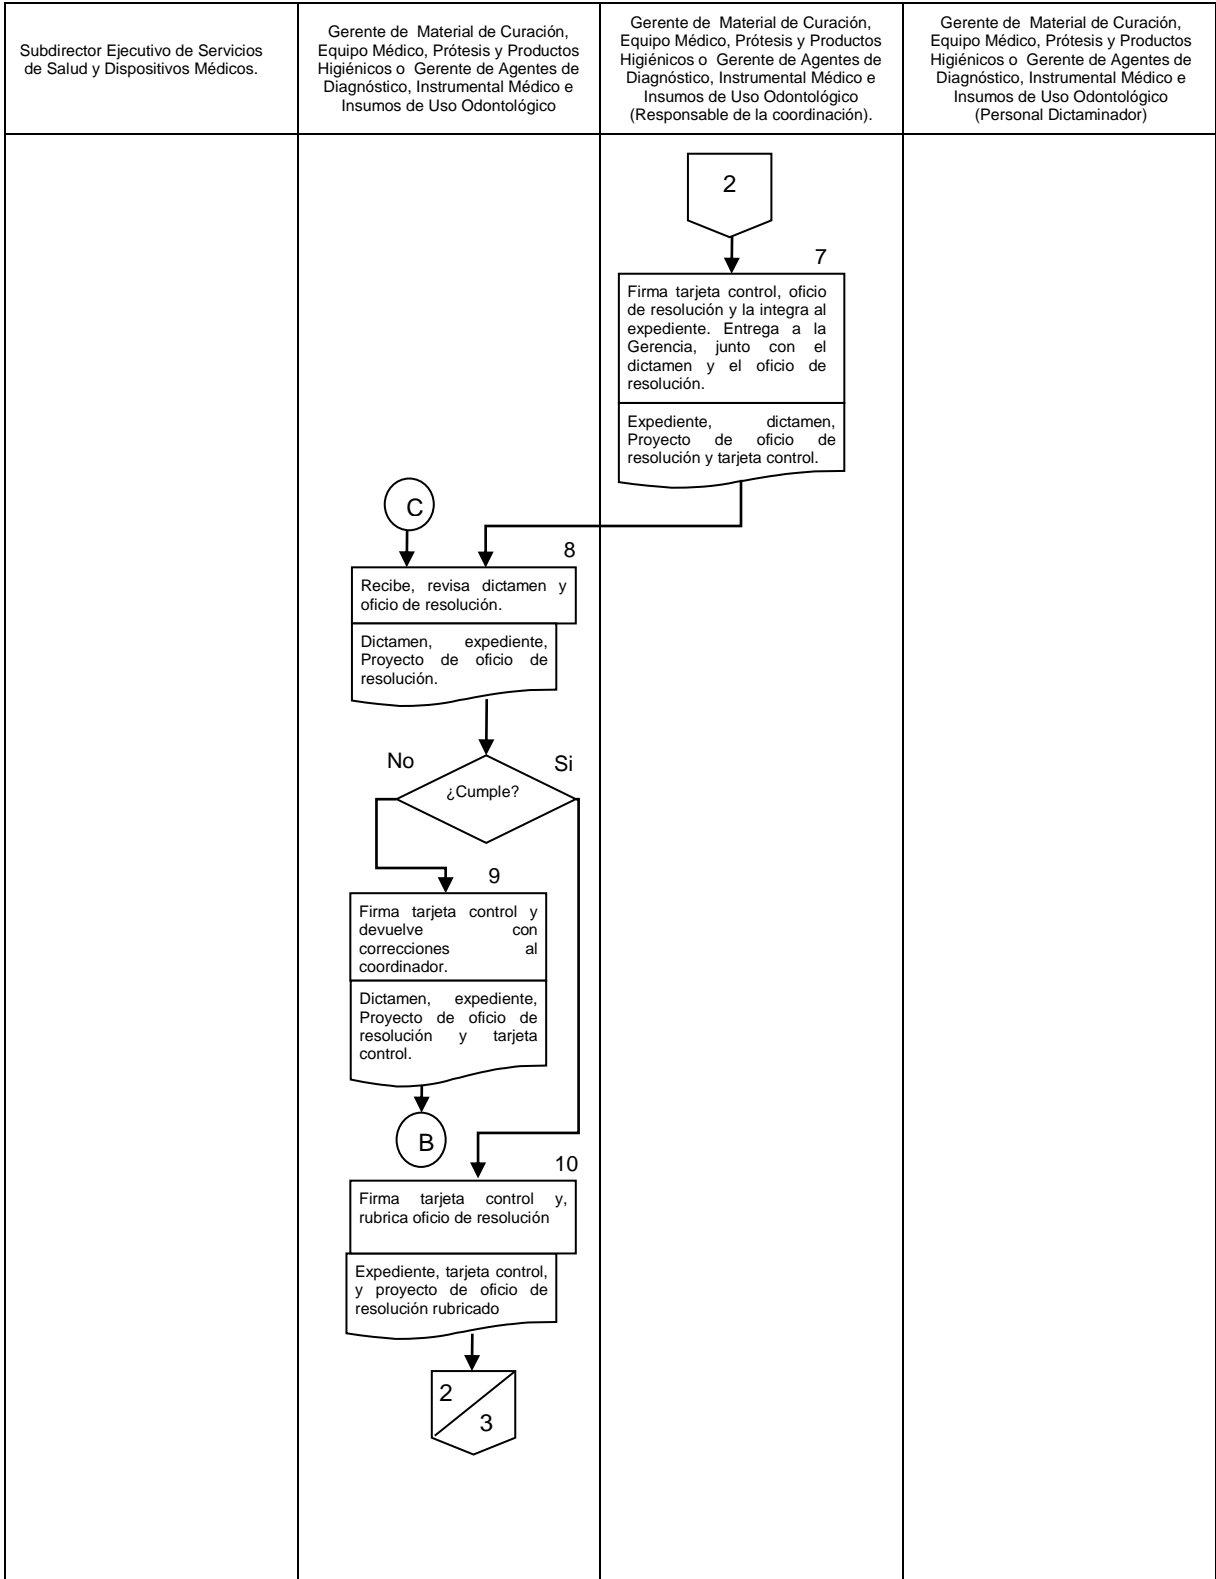 Subdirector Ejecutivo de Servicios
de Salud y Dispositivos Médicos.
Gerente de Material de Curación,
Equipo Médico, Prótesis y Productos
Higiénicos o Gerente de Agentes de
Diagnóstico, Instrumental Médico e
Insumos de Uso Odontológico
Gerente de Material de Curación,
Equipo Médico, Prótesis y Productos
Higiénicos o Gerente de Agentes de
Diagnóstico, Instrumental Médico e
Insumos de Uso Odontológico
(Responsable de la coordinación).
Gerente de Material de Curación,
Equipo Médico, Prótesis y Productos
Higiénicos o Gerente de Agentes de
Diagnóstico, Instrumental Médico e
Insumos de Uso Odontológico
(Personal Dictaminador)
2
7
Firma tarjeta control, oficio
de resolución y la integra al
expediente. Entrega a la
Gerencia, junto con el
dictamen y el oficio de
resolución.
Expediente, dictamen,
Proyecto de oficio de
resolución y tarjeta control.
C
8
Recibe, revisa dictamen y
oficio de resolución.
Dictamen, expediente,
Proyecto de oficio de
resolución.
No
Si
¿Cumple?
9
Firma tarjeta control y
devuelve con
correcciones al
coordinador.
Dictamen, expediente,
Proyecto de oficio de
resolución y tarjeta
control.
B
10
Firma tarjeta control y,
rubrica oficio de resolución
Expediente, tarjeta control,
y proyecto de oficio de
resolución rubricado
2
3